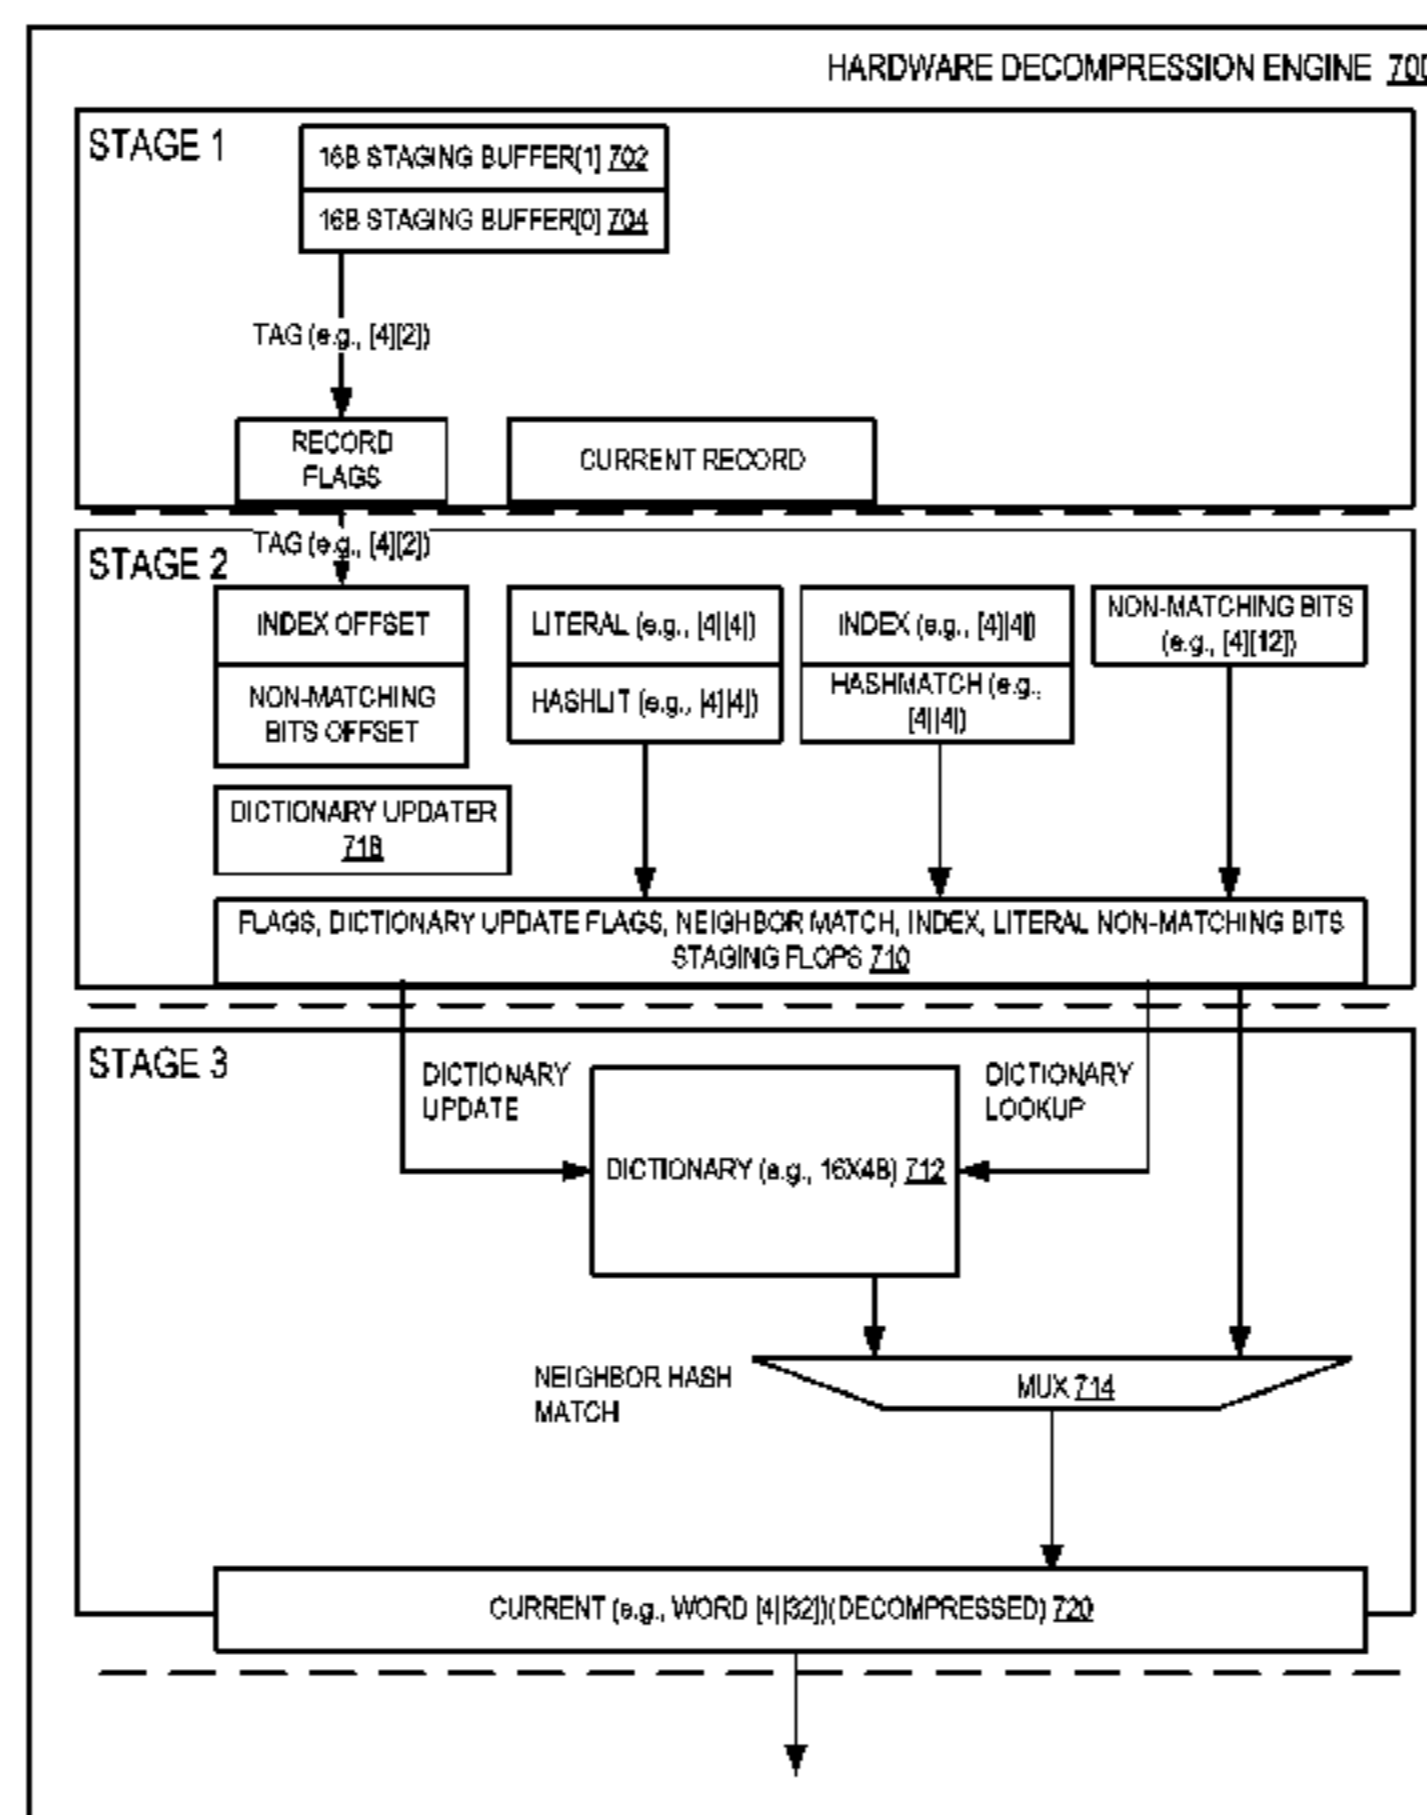 HARDWARE DECOMPRESSION ENGINE 700
STAGE 1
16B STAGING BUFFER[1] 702
16B STAGING BUFFER[0] 704
TAG (e.g., [4][2])
RECORD
FLAGS
CURRENT RECORD
STAGE 2
TAG (e.g., [4][2])
INDEX OFFSET
NON-MATCHING
BITS OFFSET
LITERAL (e.g., [4][4])
HASHLIT (e.g., [4][4])
INDEX (e.g., [4][4])
HASHMATCH (e.g.,
[4][4])
NON-MATCHING BITS
(e.g., [4][12])
DICTIONARY UPDATER
718
FLAGS, DICTIONARY UPDATE FLAGS, NEIGHBOR MATCH, INDEX, LITERAL NON-MATCHING BITS
STAGING FLOPS 710
STAGE 3
DICTIONARY
UPDATE
DICTIONARY
LOOKUP
DICTIONARY (e.g., 16X4B) 712
NEIGHBOR HASH
MATCH
MUX 714
CURRENT (e.g., WORD [4][32])(DECOMPRESSED) 720